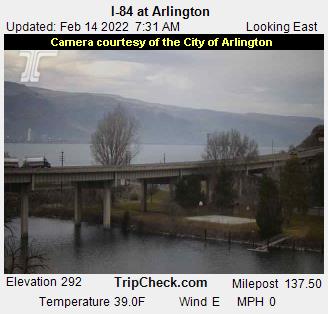 I-84 at Arlington
Updated: Feb 14 2022 7:31 AM Looking East
Camera courtesy of the City of Arlington
Elevation 292 TripCheck.com Milepost 137.50
Temperature 39.0F Wind E MPH 0